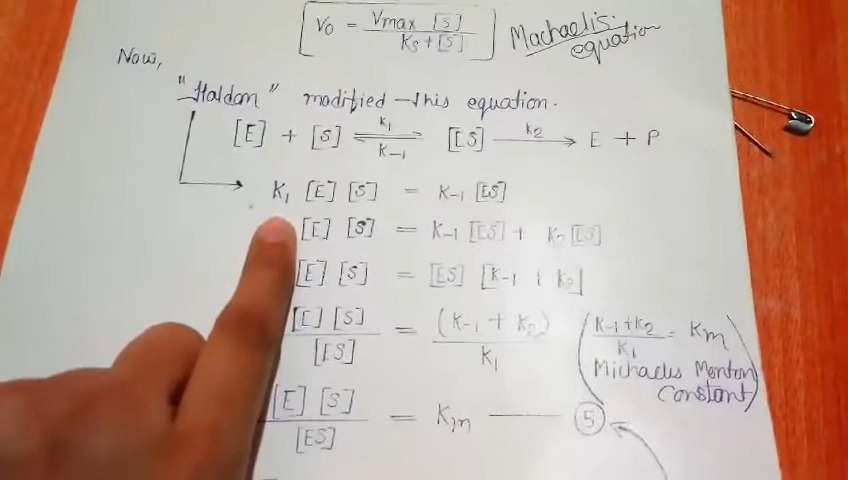 V₀ = Vmax [S] / Ks + [S] Machaelis. equation
Now,
"Haldan" modified this equation.
[E] + [S] ⇌ [ES] → E + P
k₁ K₋₁ k₂
K₁ [E] [S] = K₋₁ [ES]
[E] [S] = K₋₁ [ES] + K₂ [ES]
[E] [S] = [ES] [K₋₁ + K₂]
[E] [S] / [ES] = (K₋₁ + K₂) / K₁
(K₋₁ + K₂ / K₁ = Km
Michaelis Menton
Constant)
[E] [S] / [ES] = Km — 5